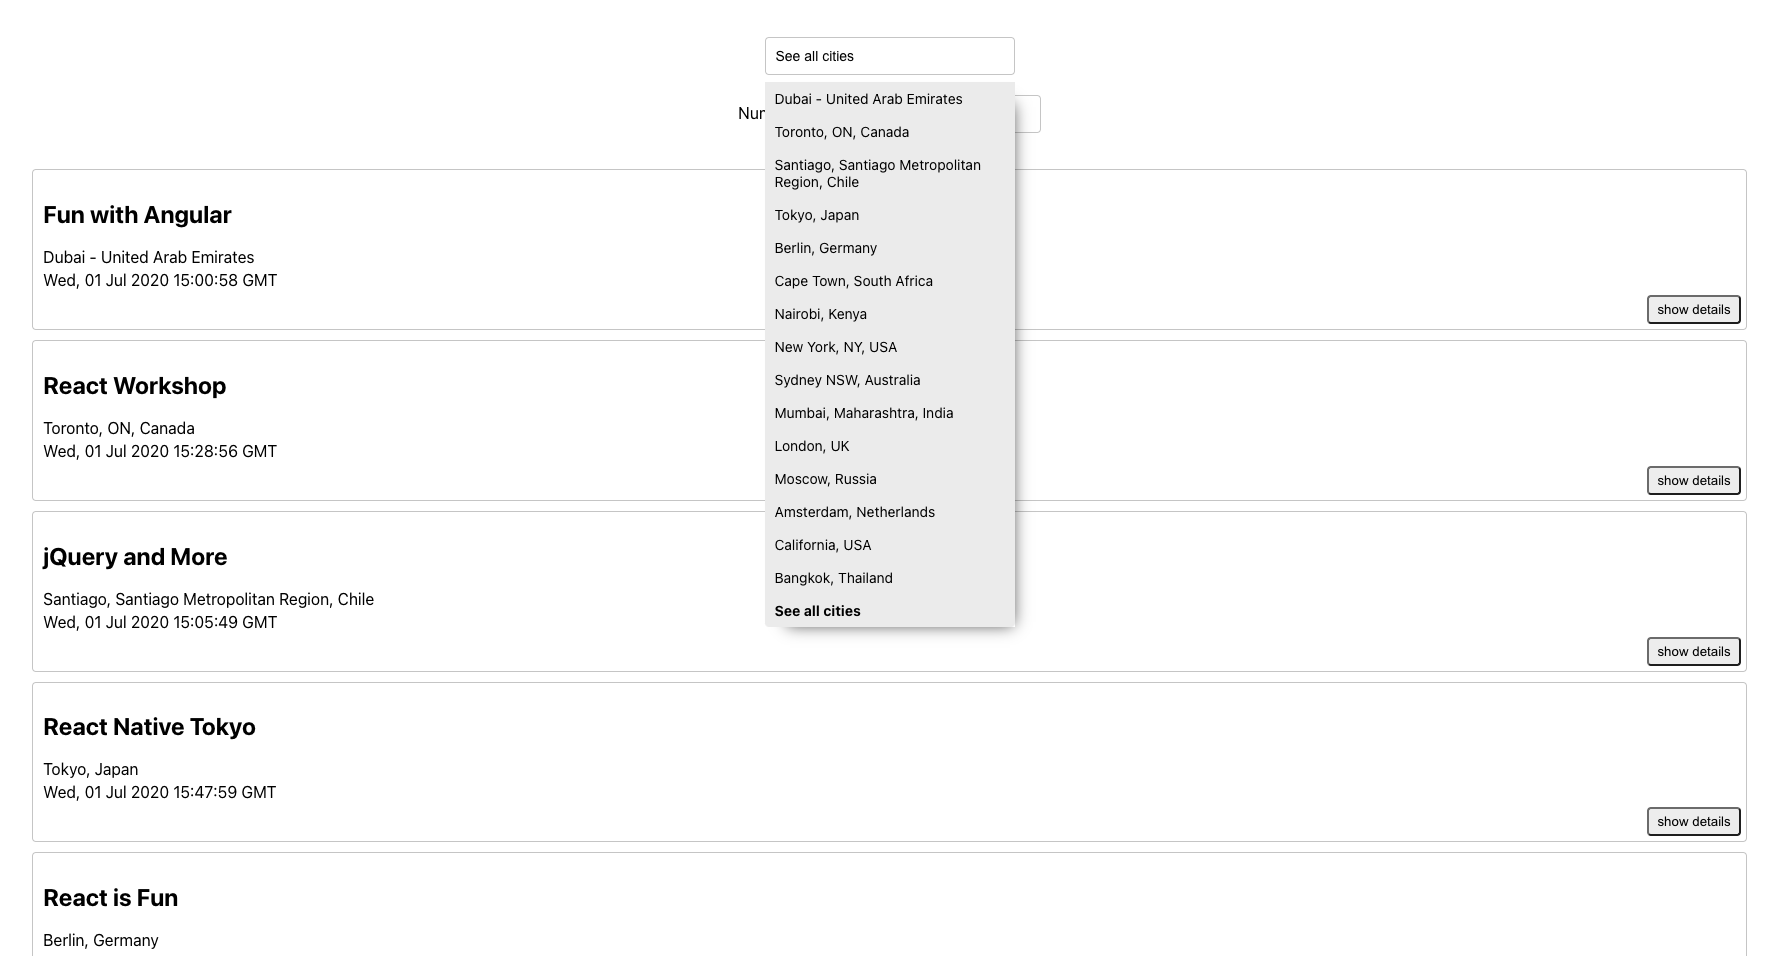 See all cities
Dubai - United Arab Emirates
Toronto, ON, Canada
Santiago, Santiago Metropolitan
Region, Chile
Tokyo, Japan
Berlin, Germany
Cape Town, South Africa
Nairobi, Kenya
New York, NY, USA
Sydney NSW, Australia
Mumbai, Maharashtra, India
London, UK
Moscow, Russia
Amsterdam, Netherlands
California, USA
Bangkok, Thailand
See all cities
Fun with Angular
Dubai - United Arab Emirates
Wed, 01 Jul 2020 15:00:58 GMT
show details
React Workshop
Toronto, ON, Canada
Wed, 01 Jul 2020 15:28:56 GMT
show details
jQuery and More
Santiago, Santiago Metropolitan Region, Chile
Wed, 01 Jul 2020 15:05:49 GMT
show details
React Native Tokyo
Tokyo, Japan
Wed, 01 Jul 2020 15:47:59 GMT
show details
React is Fun
Berlin, Germany